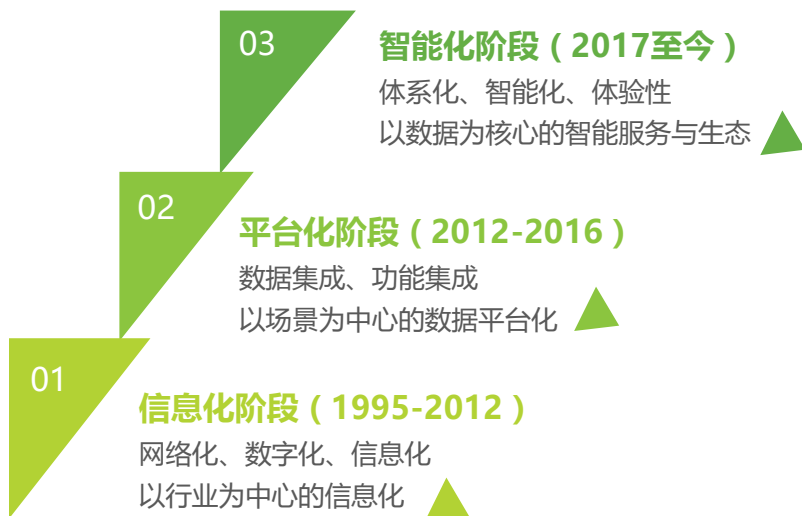 03
智能化阶段（2017至今）
体系化、智能化、体验性
以数据为核心的智能服务与生态
02
平台化阶段（2012-2016）
数据集成、功能集成
以场景为中心的数据平台化
01
信息化阶段（1995-2012）
网络化、数字化、信息化
以行业为中心的信息化